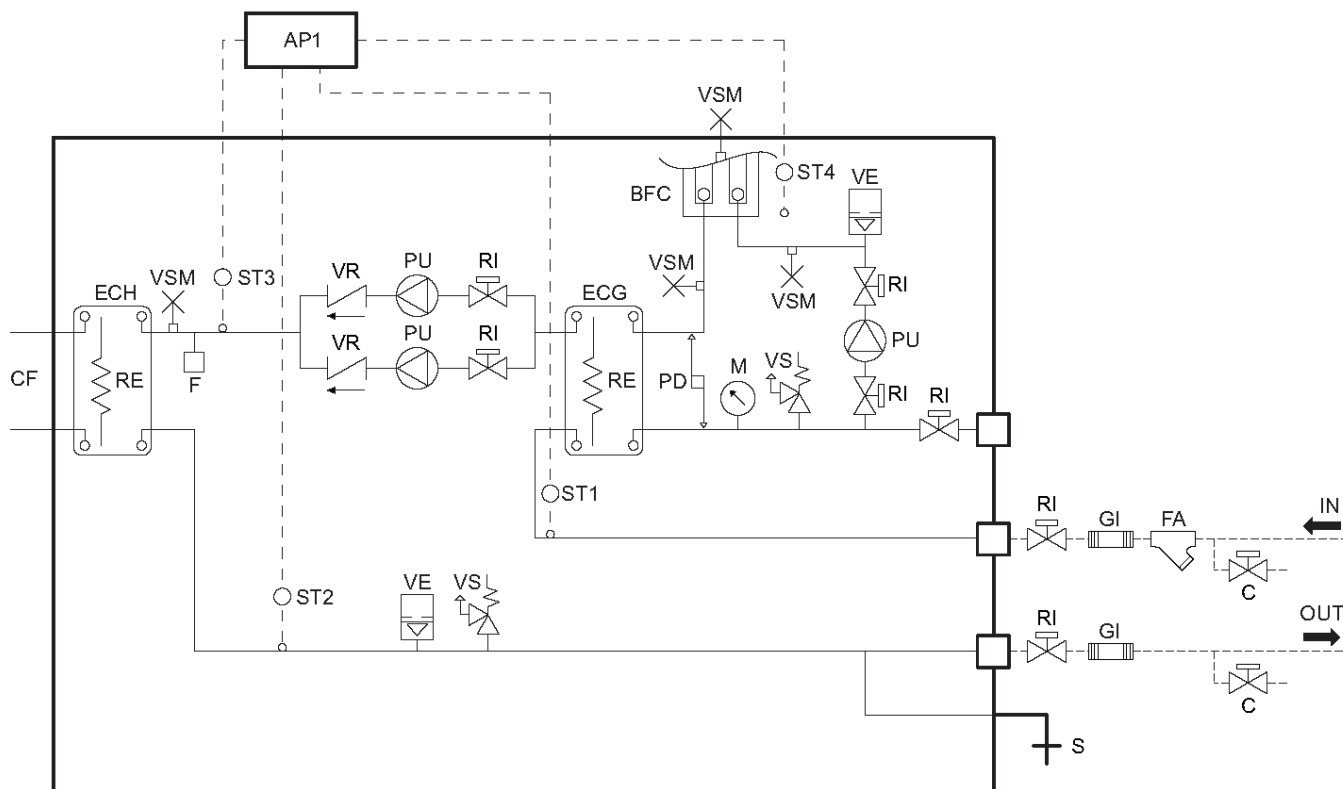 AP1
VSM
ST4
VE
BFC
VSM
ST3
VR
PU
RI
VSM
VSM
RI
ECH
ECG
VR
PU
RI
PU
CF
RE
F
RE
PD
M
VS
RI
RI
ST1
RI
GI
FA
IN
C
ST2
VE
VS
RI
GI
OUT
C
S